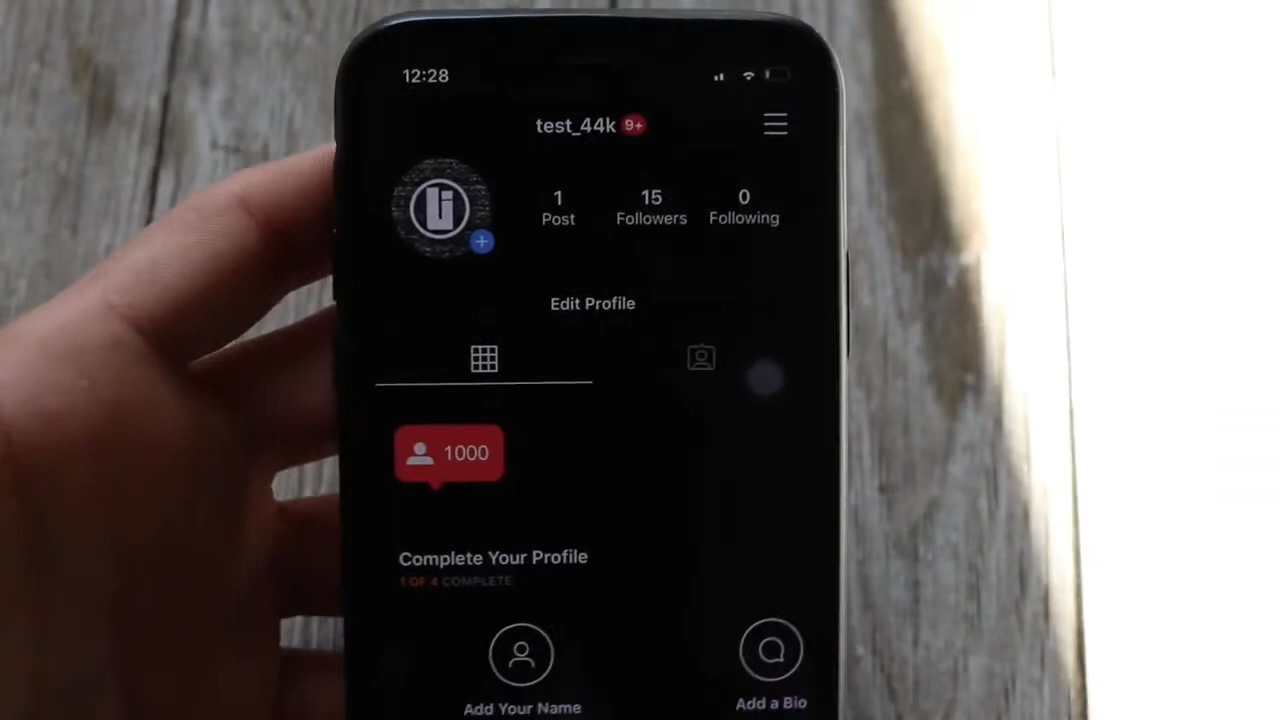 12:28
test_44k 9+
1 15 0
Post Followers Following
Edit Profile
1000
Complete Your Profile
1 OF 4 COMPLETE
Add Your Name Add a Bio